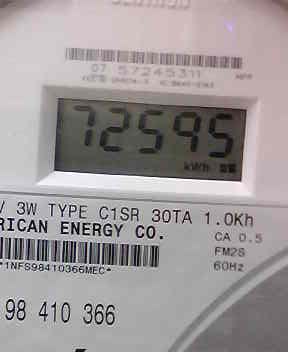 07 57245311
72595
kWh
V 3W TYPE C1SR 30TA 1.0Kh
RICAN ENERGY CO.
CA 0.5
FM2S
60Hz
*1NFS98410366MEC*
98 410 366